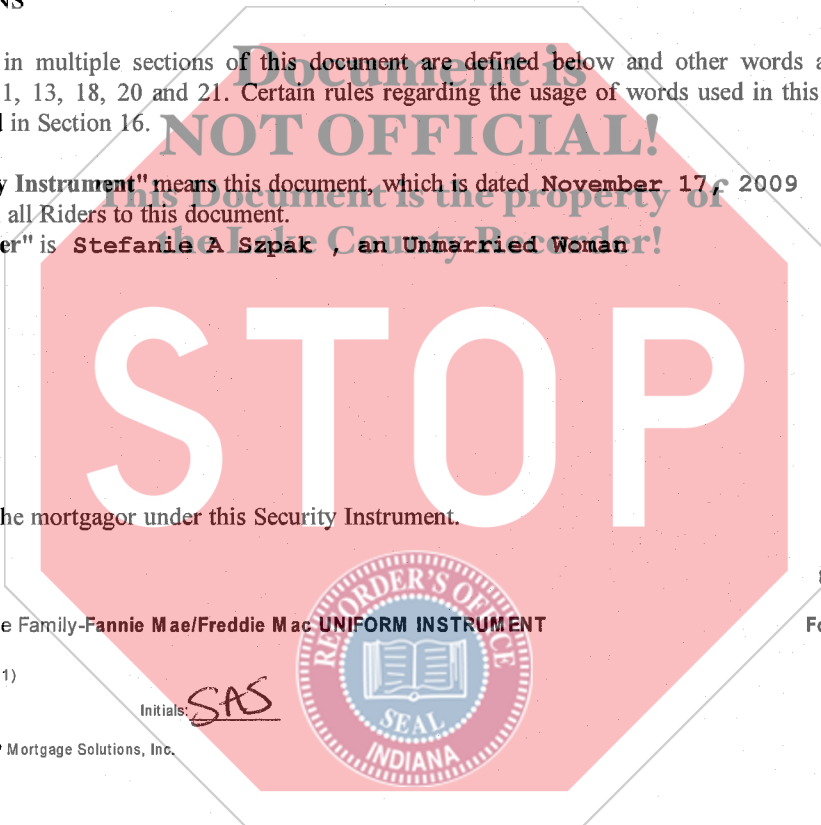 NS
in multiple sections of this document are defined below and other words a
1, 13, 18, 20 and 21. Certain rules regarding the usage of words used in this
in Section 16.
y Instrument" means this document, which is dated November 17, 2009
all Riders to this document.
er" is Stefanie A Szpak , an Unmarried Woman
Document is
NOT OFFICIAL!
This Document is the property of
the Lake County Recorder!
STOP
he mortgagor under this Security Instrument.
e Family-Fannie Mae/Freddie Mac UNIFORM INSTRUMENT
Fo
1)
Initials: SAS
P Mortgage Solutions, Inc.
RECORDER'S OFFICE
SEAL
INDIANA